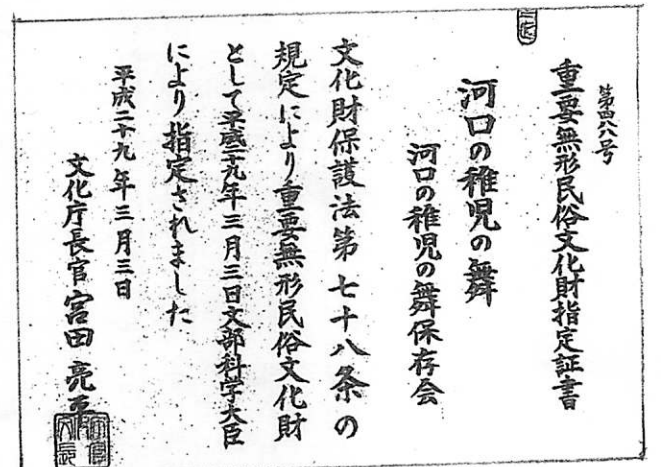 第四八八号
重要無形民俗文化財指定証書
河口の稚児の舞
河口の稚児の舞保存会
文化財保護法第七十八条の
規定により重要無形民俗文化財
として平成二十九年三月三日文部科学大臣
により指定されました
平成二十九年三月三日
文化庁長官 宮田亮平